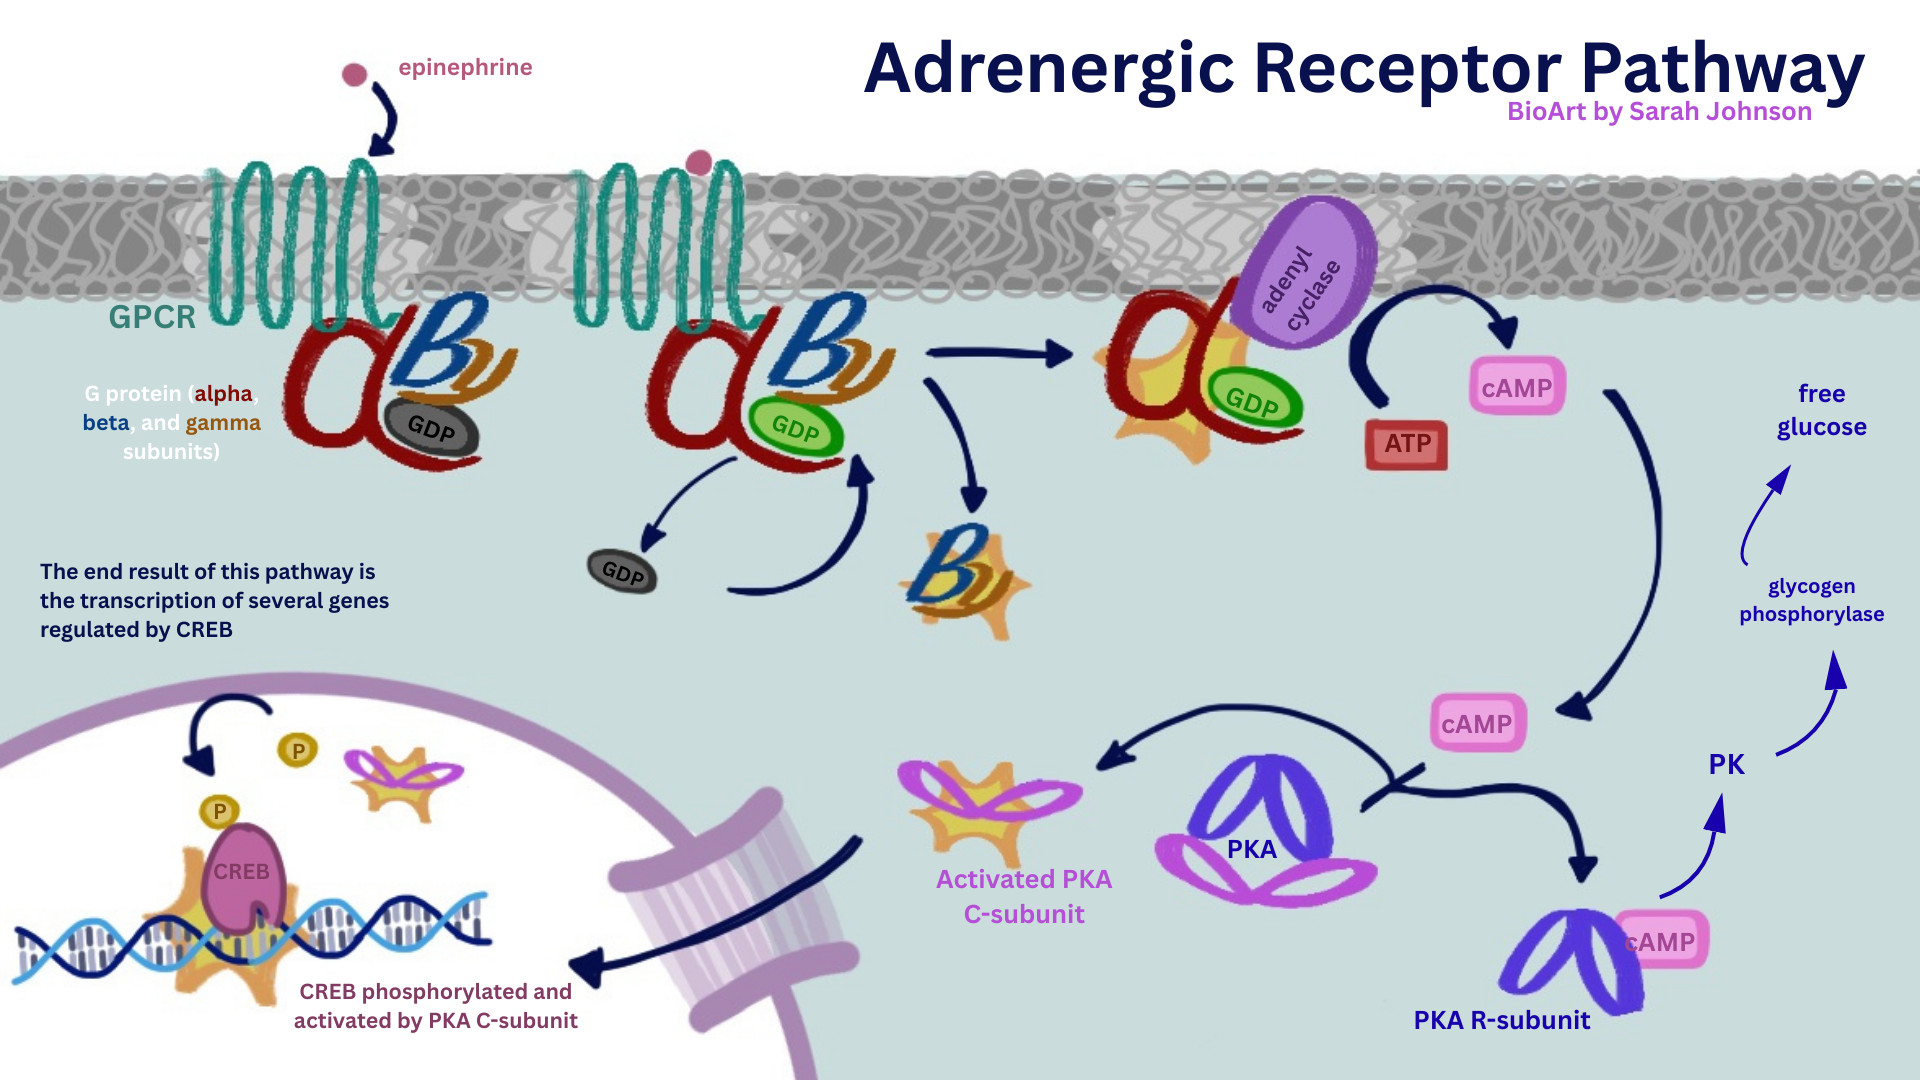 Adrenergic Receptor Pathway
BioArt by Sarah Johnson
epinephrine
GPCR
G protein (alpha,
beta, and gamma
subunits)
α
B
γ
GDP
α
B
γ
GDP
GDP
B
γ
α
GDP
adenyl
cyclase
ATP
cAMP
free
glucose
glycogen
phosphorylase
PK
cAMP
PKA
Activated PKA
C-subunit
cAMP
PKA R-subunit
The end result of this pathway is
the transcription of several genes
regulated by CREB
P
P
CREB
CREB phosphorylated and
activated by PKA C-subunit